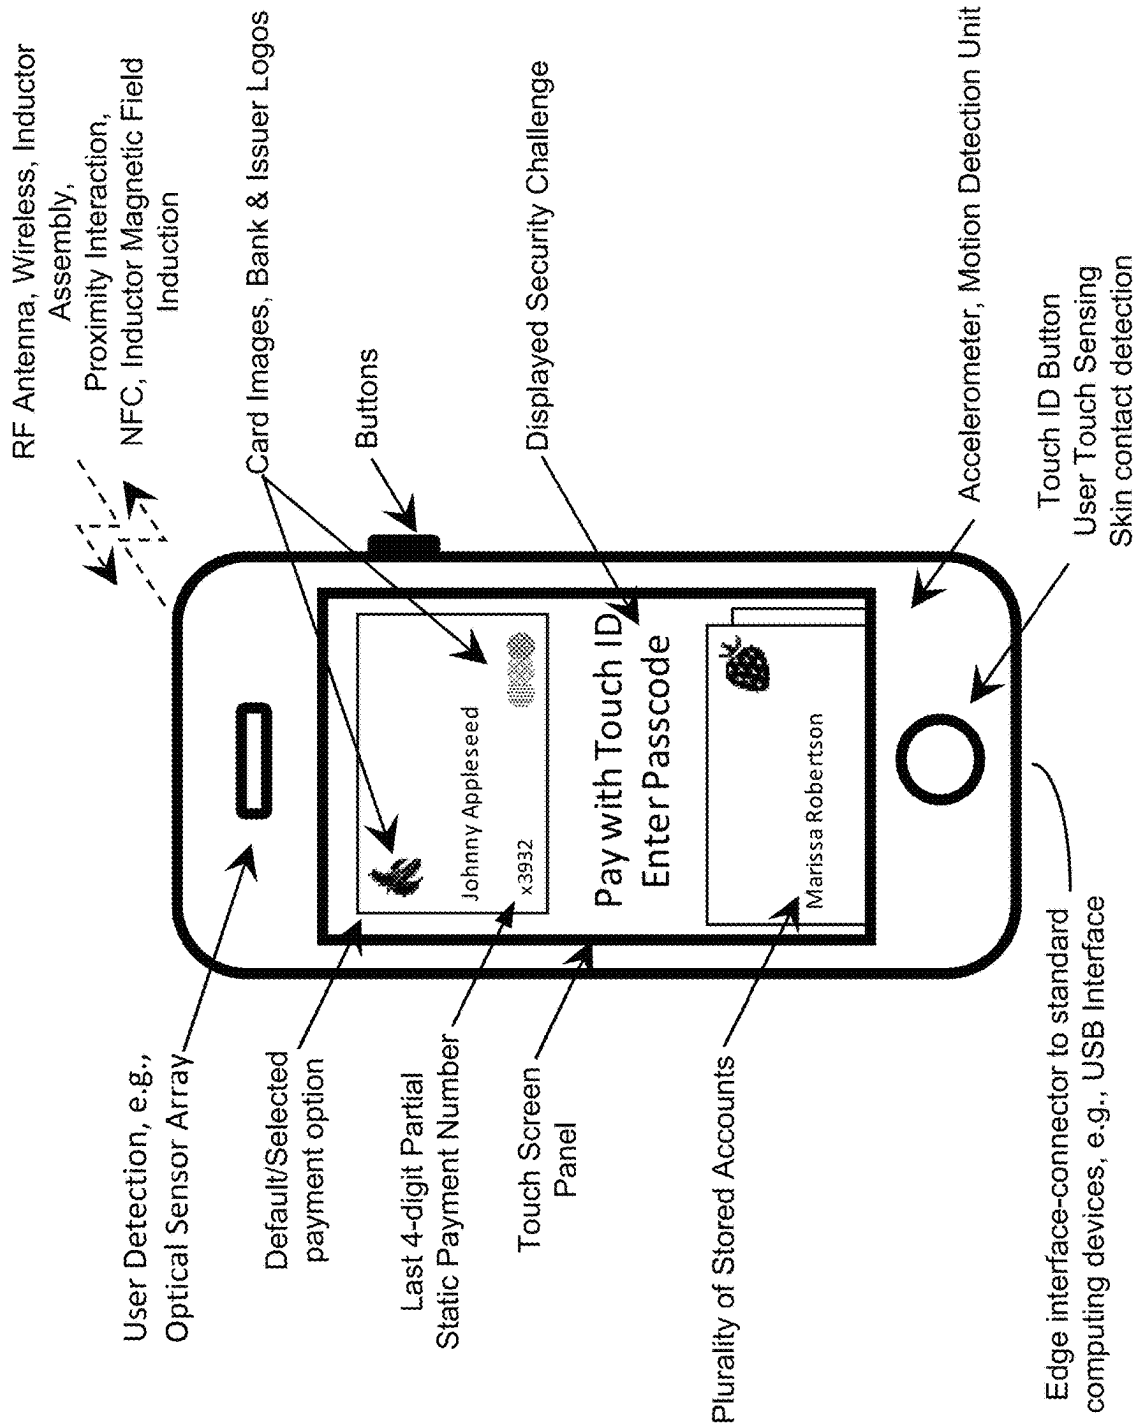 RF Antenna, Wireless, Inductor
Assembly,
Proximity Interaction,
NFC, Inductor Magnetic Field
Induction
Card Images, Bank & Issuer Logos
Buttons
Displayed Security Challenge
Accelerometer, Motion Detection Unit
Touch ID Button
User Touch Sensing
Skin contact detection
Johnny Appleseed
x3932
Pay with Touch ID
Enter Passcode
Marissa Robertson
User Detection, e.g.,
Optical Sensor Array
Default/Selected
payment option
Last 4-digit Partial
Static Payment Number
Touch Screen
Panel
Plurality of Stored Accounts
Edge interface-connector to standard
computing devices, e.g., USB Interface